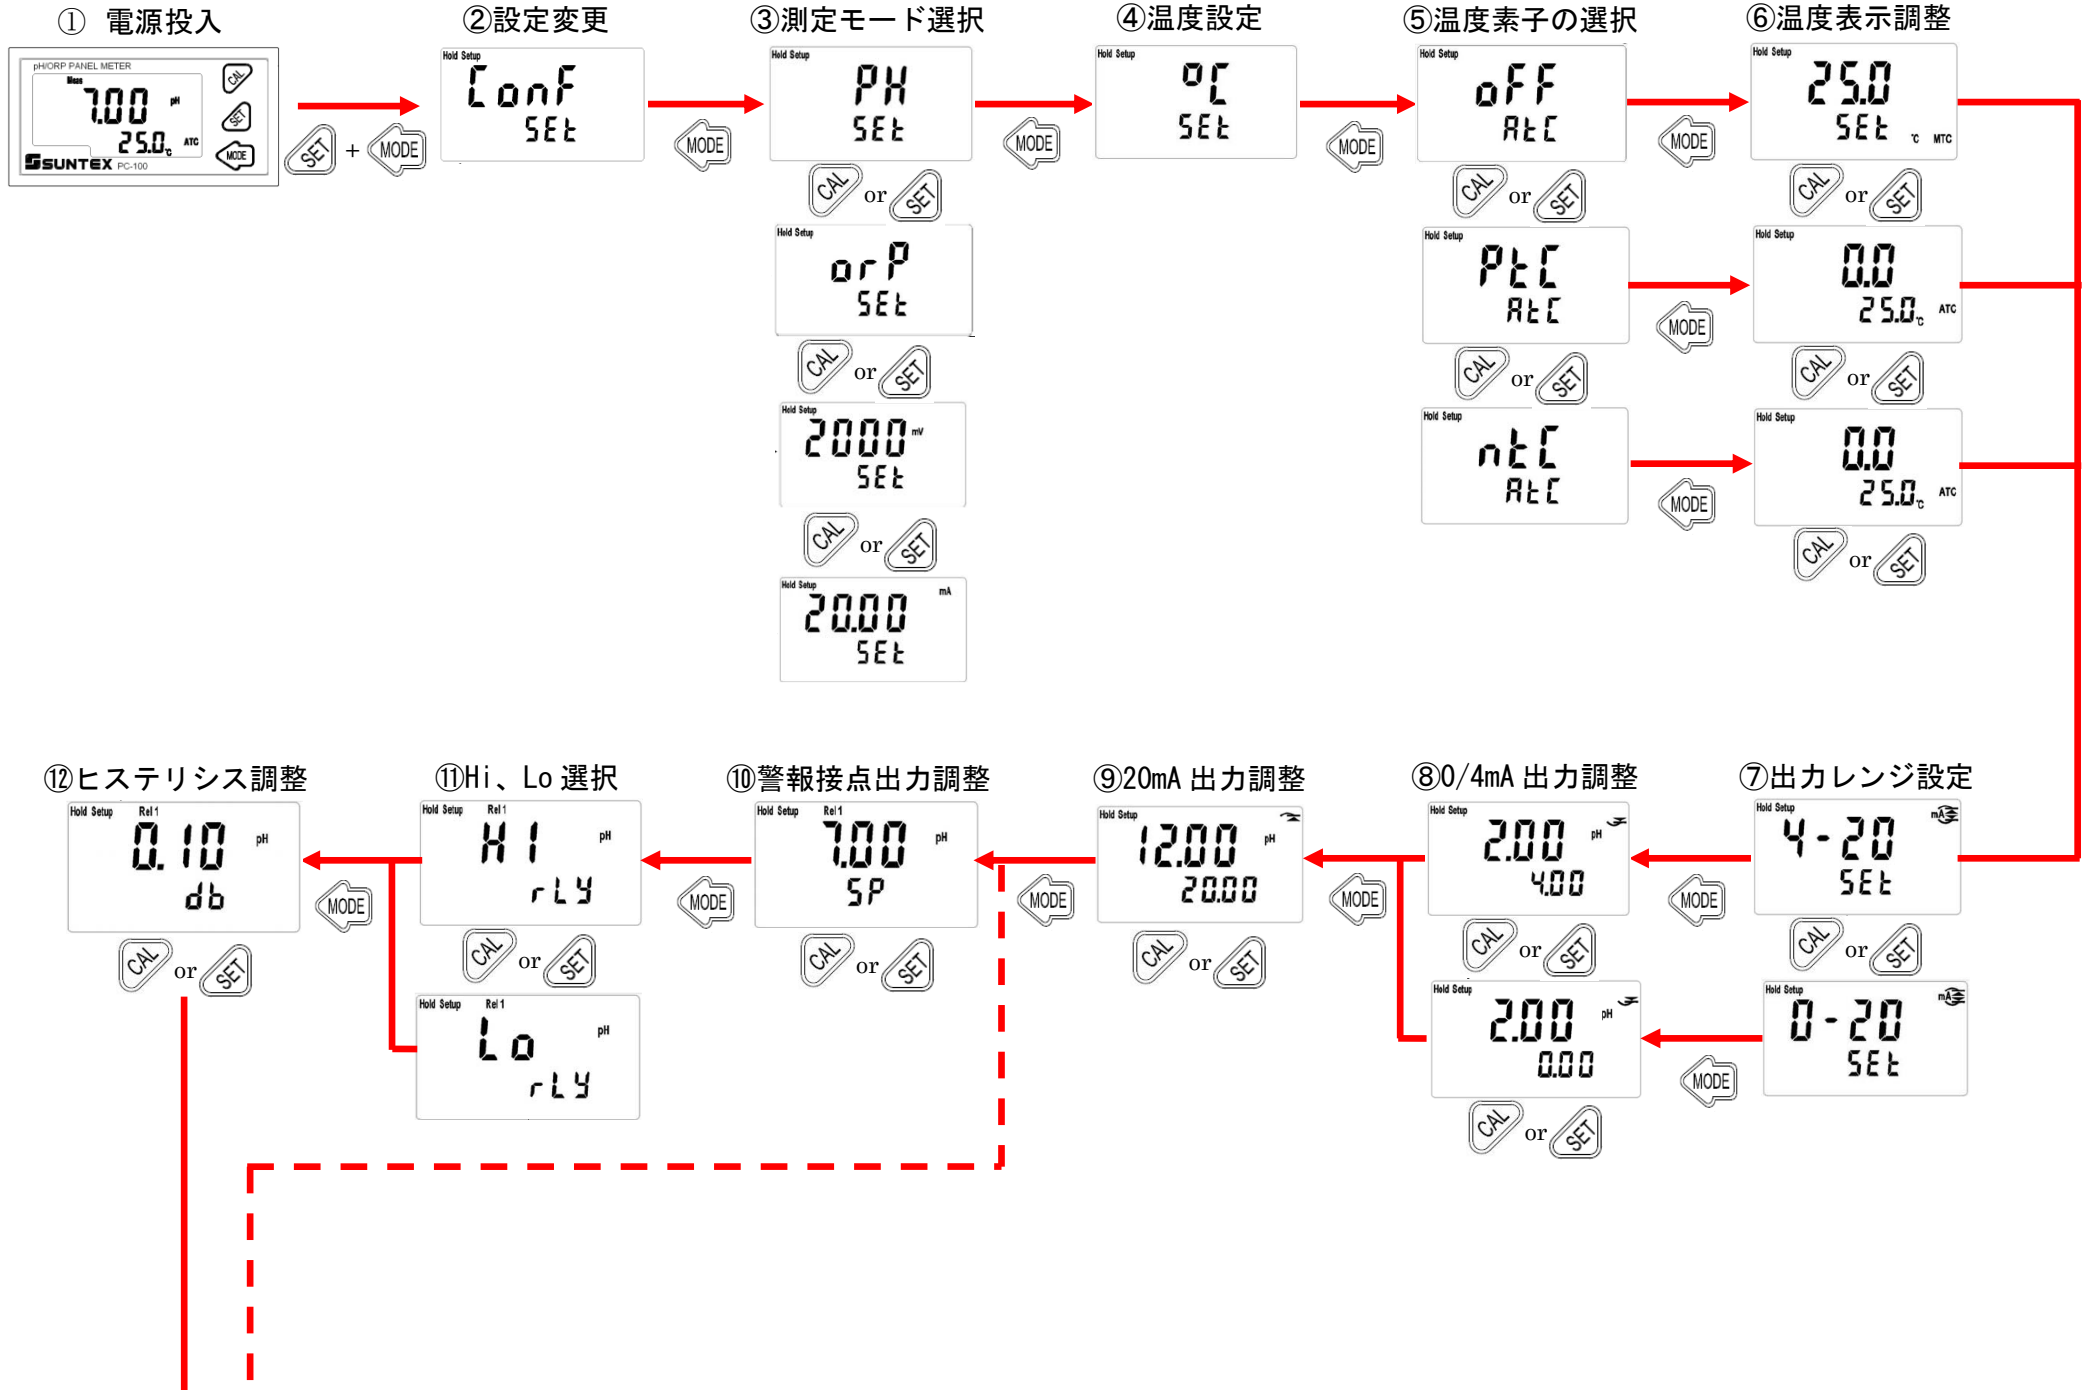 ① 電源投入
②設定変更
③測定モード選択
④温度設定
⑤温度素子の選択
⑥温度表示調整
pH/ORP PANEL METER
Meas
7.00 pH
25.0 ℃ ATC
SUNTEX PC-100
CAL
SET
MODE
SET + MODE
Hold Setup
ConF
SEt
MODE
Hold Setup
PH
SEt
CAL or SET
Hold Setup
orP
SEt
CAL or SET
Hold Setup
2000 mV
SEt
CAL or SET
Hold Setup
20.00 mA
SEt
MODE
Hold Setup
℃
SEt
MODE
Hold Setup
oFF
AtC
CAL or SET
Hold Setup
PtC
AtC
CAL or SET
Hold Setup
ntC
AtC
MODE
MODE
MODE
Hold Setup
25.0
SEt ℃ MTC
CAL or SET
Hold Setup
0.0
25.0 ℃ ATC
CAL or SET
Hold Setup
0.0
25.0 ℃ ATC
CAL or SET
⑫ヒステリシス調整
⑪Hi、Lo 選択
⑩警報接点出力調整
⑨20mA 出力調整
⑧0/4mA 出力調整
⑦出力レンジ設定
Hold Setup Rel 1
0.10 pH
db
CAL or SET
MODE
Hold Setup Rel 1
HI pH
rLY
CAL or SET
Hold Setup Rel 1
Lo pH
rLY
MODE
Hold Setup Rel 1
7.00 pH
SP
CAL or SET
MODE
Hold Setup
12.00 pH
20.00
CAL or SET
MODE
Hold Setup
2.00 pH
4.00
CAL or SET
Hold Setup
2.00 pH
0.00
CAL or SET
MODE
MODE
Hold Setup
4-20 mA
SEt
CAL or SET
Hold Setup
0-20 mA
SEt